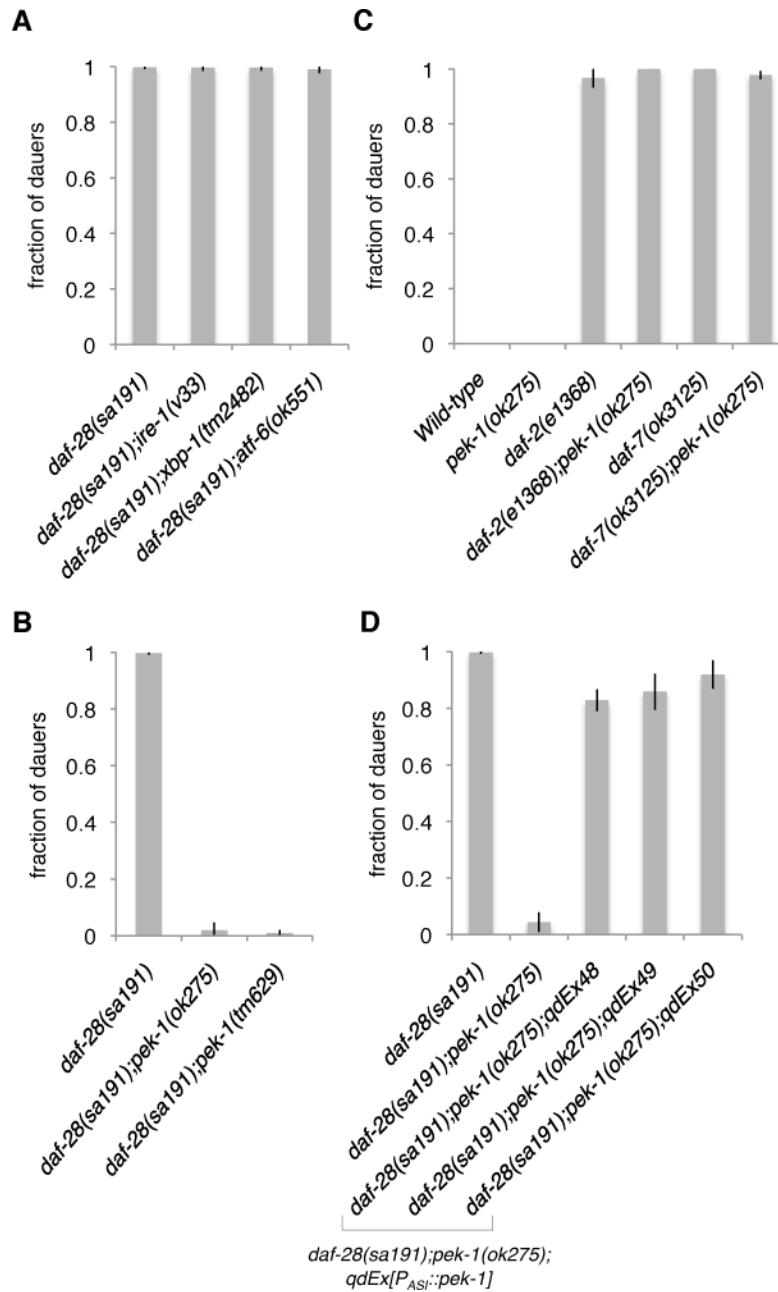 A
fraction of dauers
1
0.8
0.6
0.4
0.2
0
daf-28(sa191)
daf-28(sa191);ire-1(v33)
daf-28(sa191);xbp-1(tm2482)
daf-28(sa191);atf-6(ok551)
C
fraction of dauers
1
0.8
0.6
0.4
0.2
0
Wild-type
pek-1(ok275)
daf-2(e1368)
daf-2(e1368);pek-1(ok275)
daf-7(ok3125)
daf-7(ok3125);pek-1(ok275)
B
fraction of dauers
1
0.8
0.6
0.4
0.2
0
daf-28(sa191)
daf-28(sa191);pek-1(ok275)
daf-28(sa191);pek-1(tm629)
D
fraction of dauers
1
0.8
0.6
0.4
0.2
0
daf-28(sa191)
daf-28(sa191);pek-1(ok275)
daf-28(sa191);pek-1(ok275);qdEx48
daf-28(sa191);pek-1(ok275);qdEx49
daf-28(sa191);pek-1(ok275);qdEx50
daf-28(sa191);pek-1(ok275);
qdEx[PASI::pek-1]